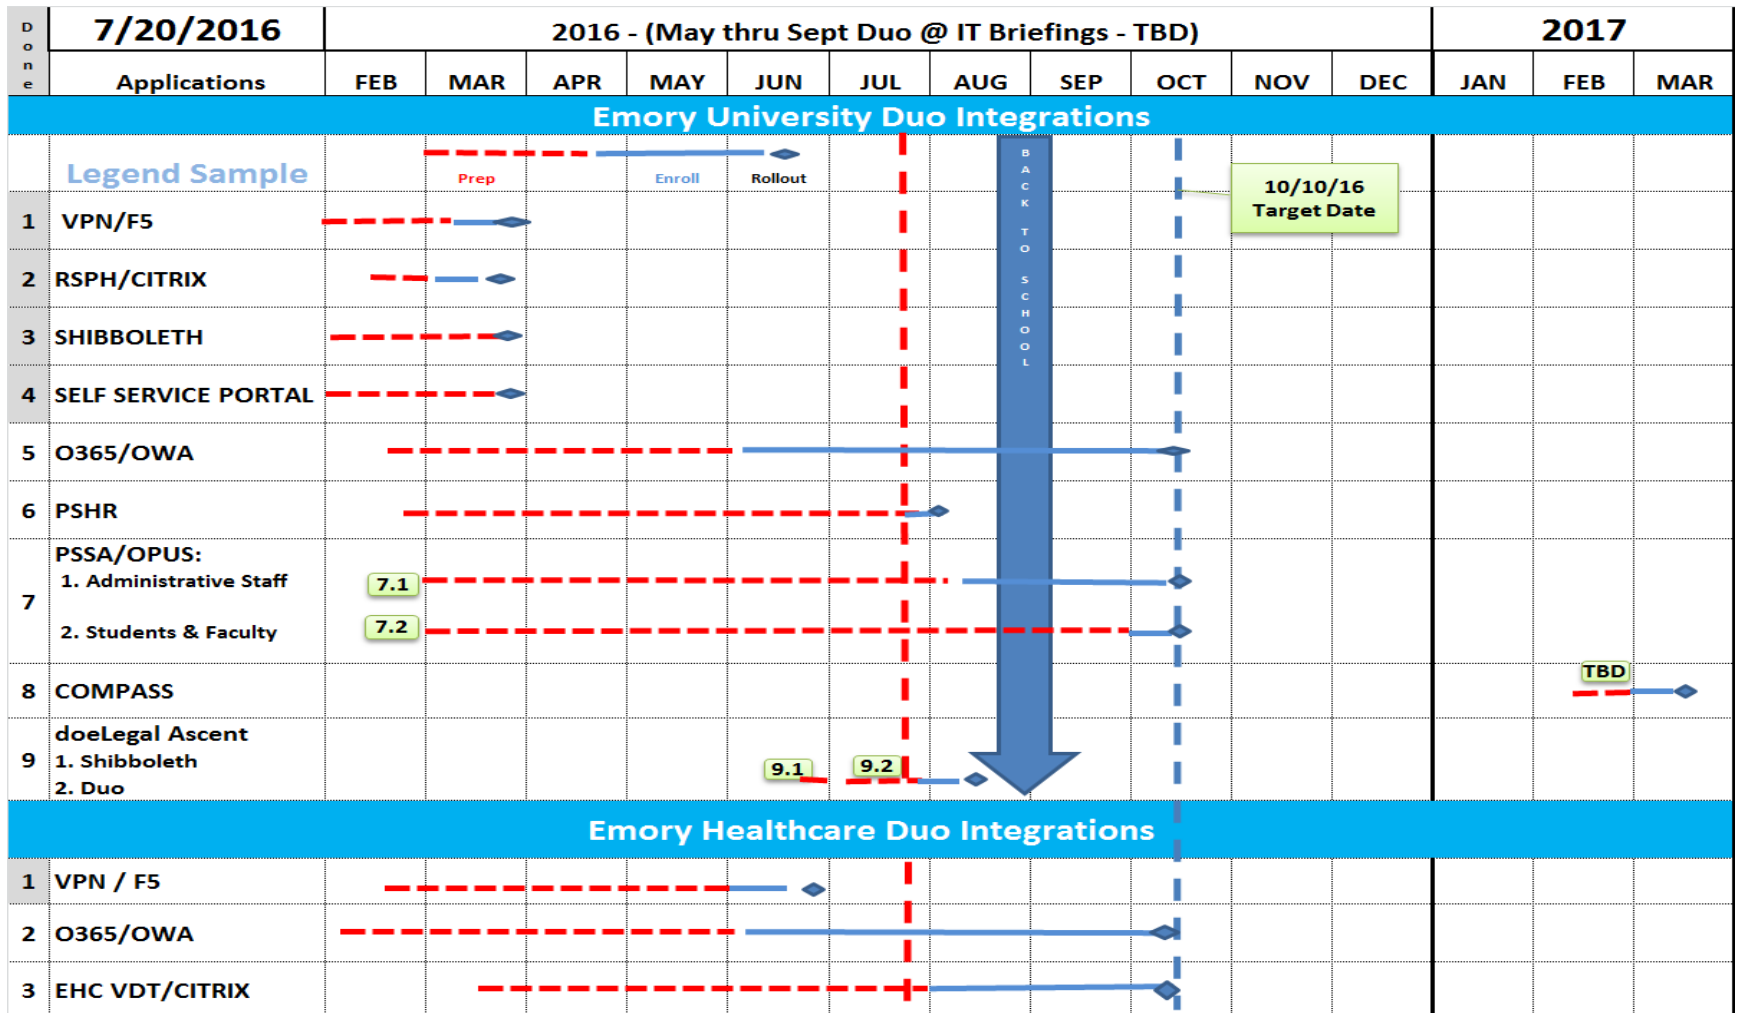 Done
7/20/2016
2016 - (May thru Sept Duo @ IT Briefings - TBD)
2017
Applications
FEB
MAR
APR
MAY
JUN
JUL
AUG
SEP
OCT
NOV
DEC
JAN
FEB
MAR
Emory University Duo Integrations
Legend Sample
Prep
Enroll
Rollout
BACK TO SCHOOL
10/10/16
Target Date
1 VPN/F5
2 RSPH/CITRIX
3 SHIBBOLETH
4 SELF SERVICE PORTAL
5 O365/OWA
6 PSHR
7
PSSA/OPUS:
1. Administrative Staff
7.1
2. Students & Faculty
7.2
8 COMPASS
TBD
9
doeLegal Ascent
1. Shibboleth
2. Duo
9.1
9.2
Emory Healthcare Duo Integrations
1 VPN / F5
2 O365/OWA
3 EHC VDT/CITRIX